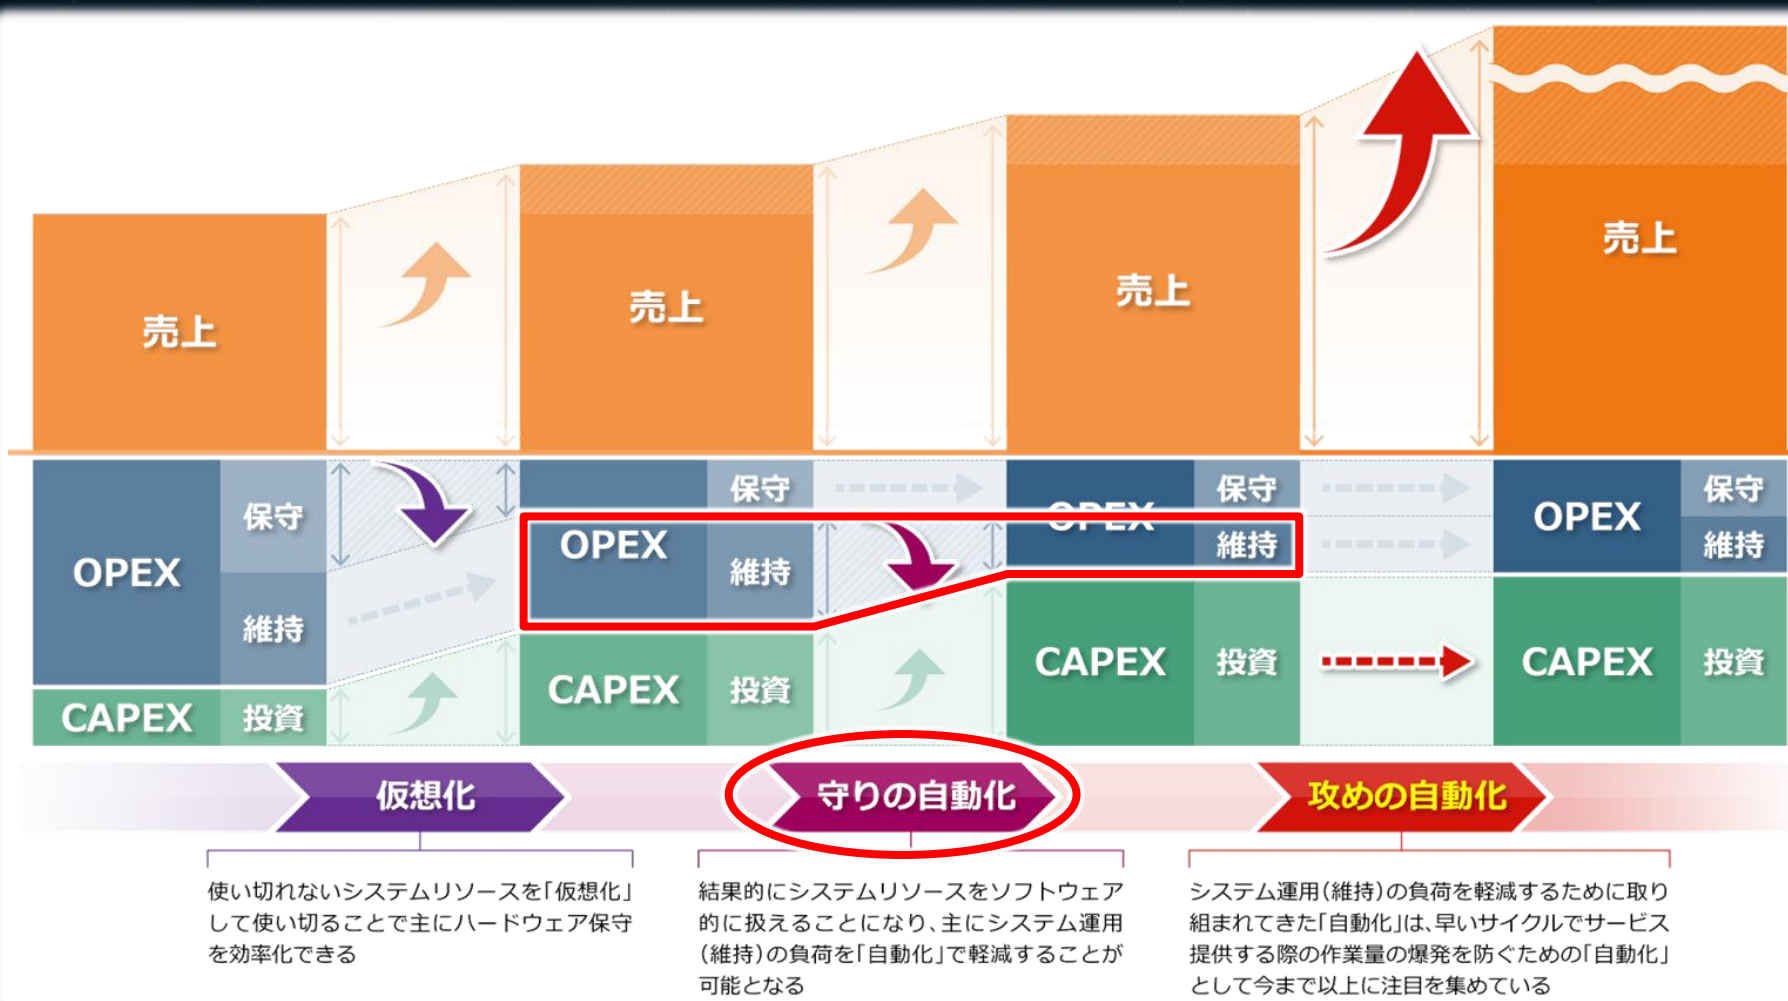 売上
売上
売上
売上
OPEX
保守
維持
CAPEX
投資
OPEX
保守
維持
CAPEX
投資
OPEX
保守
維持
CAPEX
投資
OPEX
保守
維持
CAPEX
投資
仮想化
守りの自動化
攻めの自動化
使い切れないシステムリソースを「仮想化」
して使い切ることで主にハードウェア保守
を効率化できる
結果的にシステムリソースをソフトウェア
的に扱えることになり、主にシステム運用
(維持)の負荷を「自動化」で軽減することが
可能となる
システム運用(維持)の負荷を軽減するために取り
組まれてきた「自動化」は、早いサイクルでサービス
提供する際の作業量の爆発を防ぐための「自動化」
として今まで以上に注目を集めている